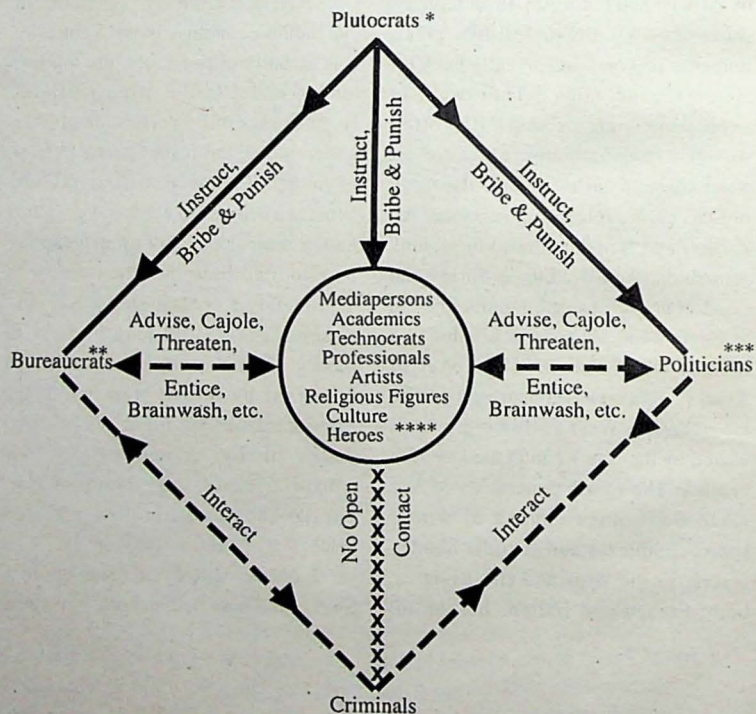 Plutocrats *
Instruct,
Bribe & Punish
Instruct,
Bribe & Punish
Instruct,
Bribe & Punish
Mediapersons
Academics
Technocrats
Professionals
Artists
Religious Figures
Culture
Heroes ****
Advise, Cajole,
Threaten,
Bureaucrats**
Entice,
Brainwash, etc.
Advise, Cajole,
Threaten,
Politicians ***
Entice,
Brainwash, etc.
Interact
No Open
Contact
X
X
X
X
X
X
X
X
X
X
X
X
X
Interact
Criminals